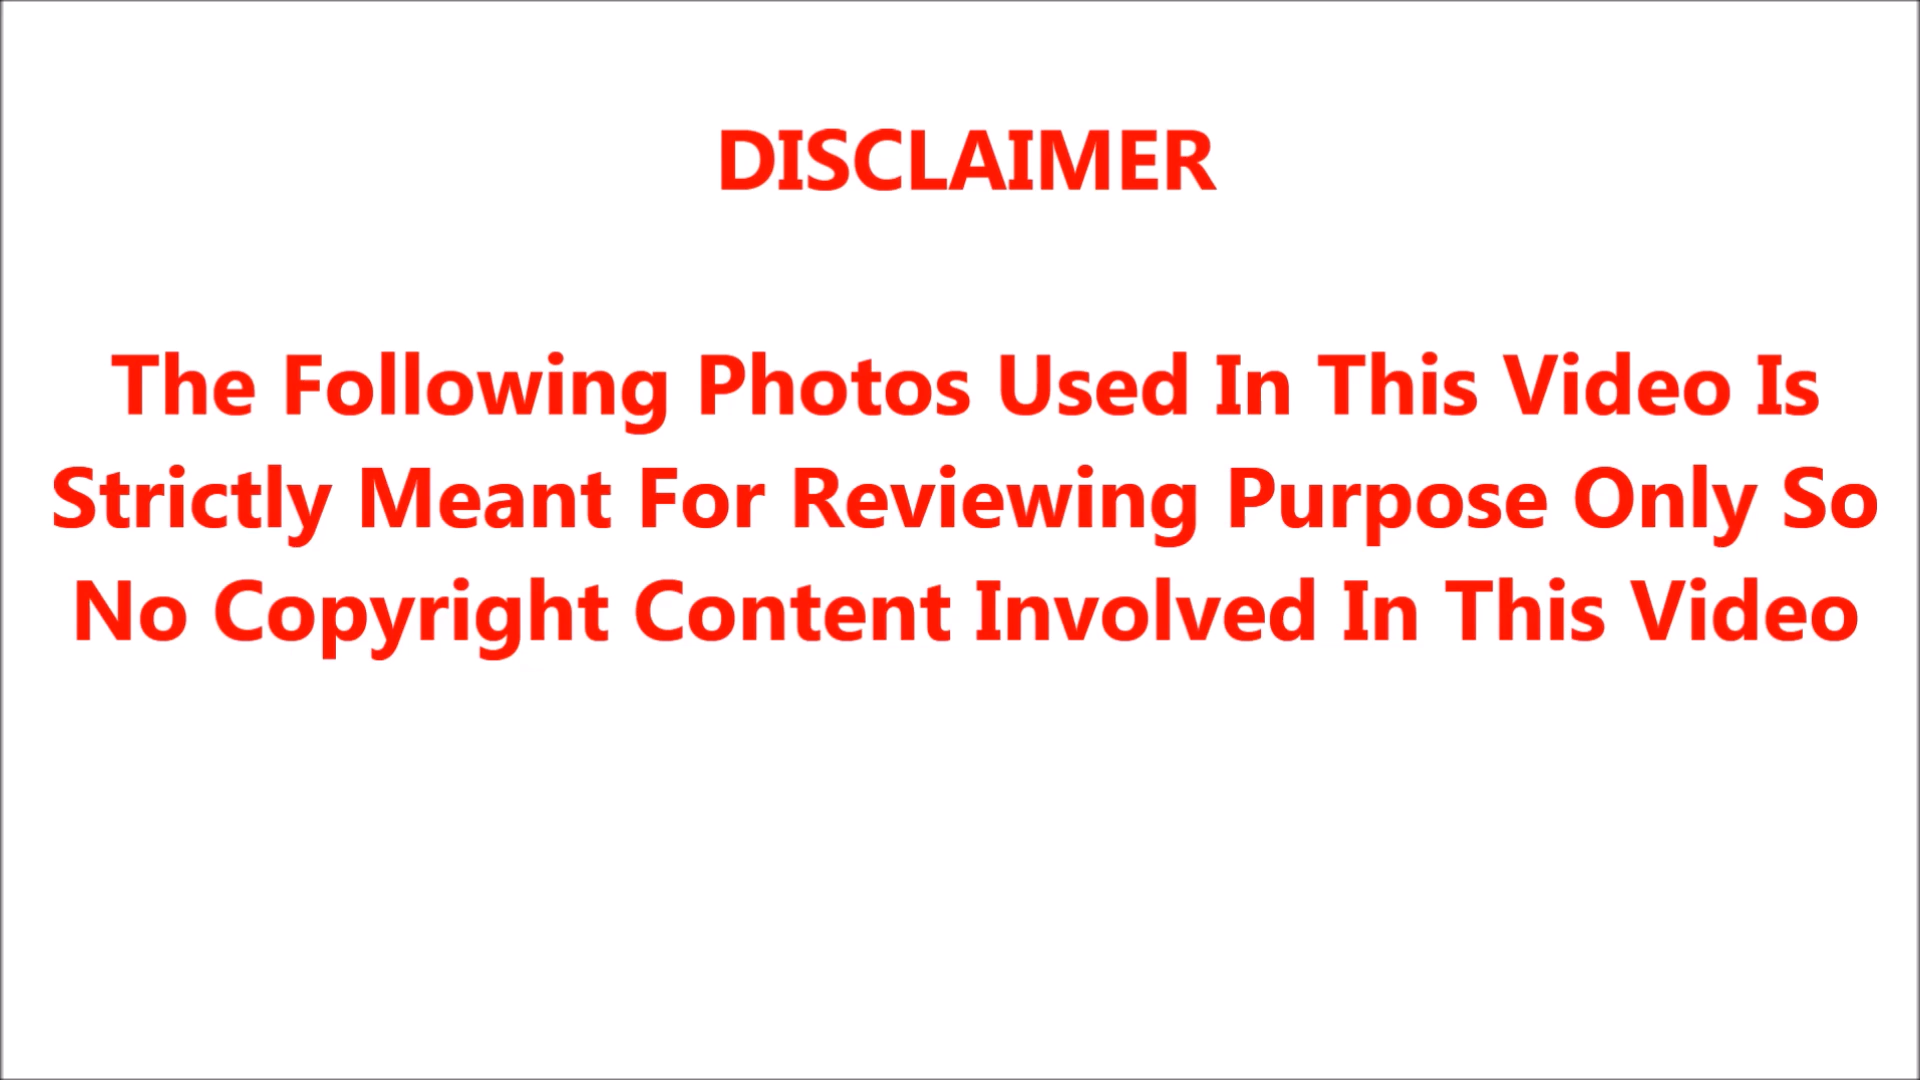 DISCLAIMER
The Following Photos Used In This Video Is
Strictly Meant For Reviewing Purpose Only So
No Copyright Content Involved In This Video